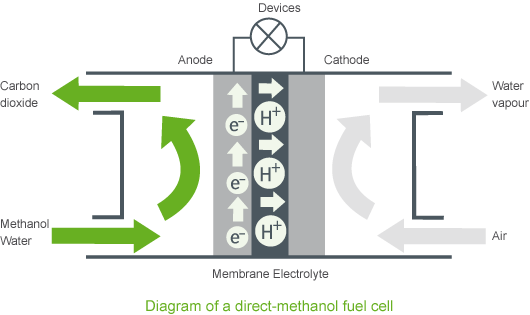 Devices
Anode
Cathode
Carbon
dioxide
Water
vapour
H⁺
e⁻
H⁺
e⁻
Methanol
Water
H⁺
e⁻
Air
Membrane Electrolyte
Diagram of a direct-methanol fuel cell